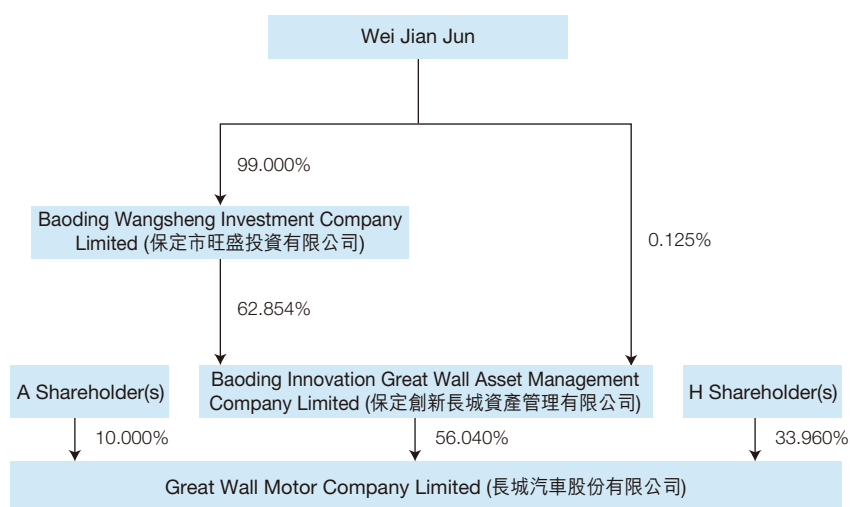 Wei Jian Jun
99.000%
Baoding Wangsheng Investment Company
Limited (保定市旺盛投資有限公司)
0.125%
62.854%
A Shareholder(s)
Baoding Innovation Great Wall Asset Management
Company Limited (保定創新長城資產管理有限公司)
H Shareholder(s)
10.000%
56.040%
33.960%
Great Wall Motor Company Limited (長城汽車股份有限公司)